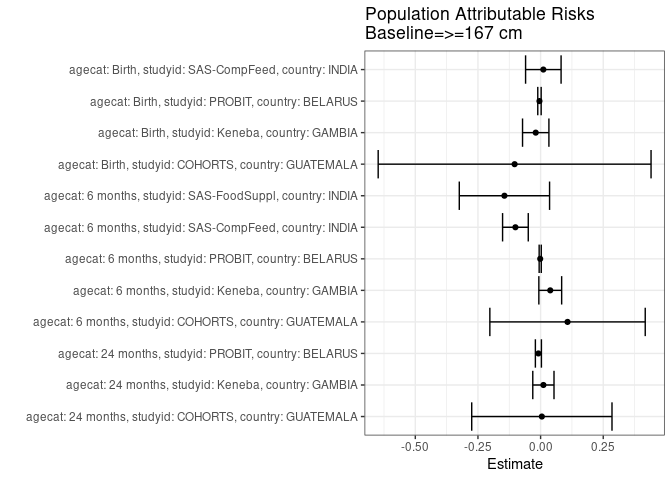 Population Attributable Risks
Baseline=>=167 cm
agecat: Birth, studyid: SAS-CompFeed, country: INDIA
agecat: Birth, studyid: PROBIT, country: BELARUS
agecat: Birth, studyid: Keneba, country: GAMBIA
agecat: Birth, studyid: COHORTS, country: GUATEMALA
agecat: 6 months, studyid: SAS-FoodSuppl, country: INDIA
agecat: 6 months, studyid: SAS-CompFeed, country: INDIA
agecat: 6 months, studyid: PROBIT, country: BELARUS
agecat: 6 months, studyid: Keneba, country: GAMBIA
agecat: 6 months, studyid: COHORTS, country: GUATEMALA
agecat: 24 months, studyid: PROBIT, country: BELARUS
agecat: 24 months, studyid: Keneba, country: GAMBIA
agecat: 24 months, studyid: COHORTS, country: GUATEMALA
-0.50 -0.25 0.00 0.25
Estimate